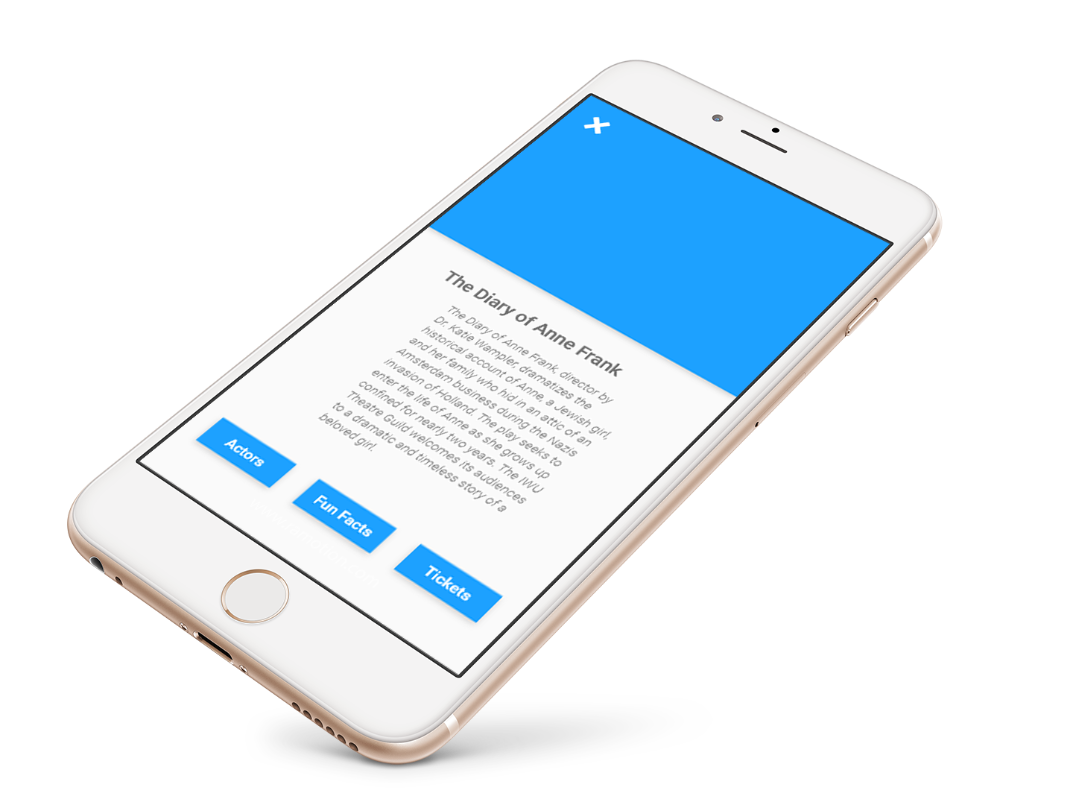 The Diary of Anne Frank
The Diary of Anne Frank, director by
Dr. Katie Wampler, dramatizes the
historical account of Anne, a Jewish girl,
and her family who hid in an attic of an
Amsterdam business during the Nazis
invasion of Holland. The play seeks to
enter the life of Anne as she grows up
confined for nearly two years. The IWU
Theatre Guild welcomes its audiences
to a dramatic and timeless story of a
beloved girl.
Actors
Fun Facts
Tickets